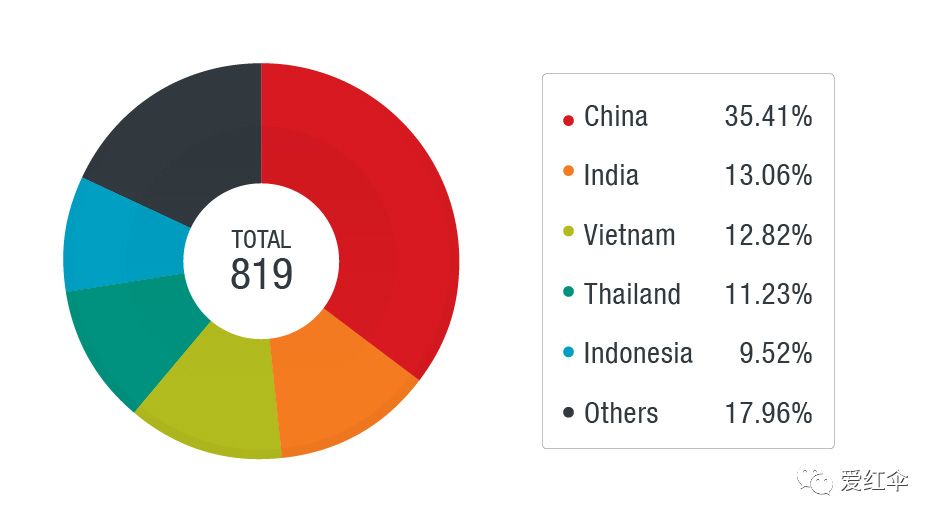 TOTAL
819
China 35.41%
India 13.06%
Vietnam 12.82%
Thailand 11.23%
Indonesia 9.52%
Others 17.96%
爱红伞